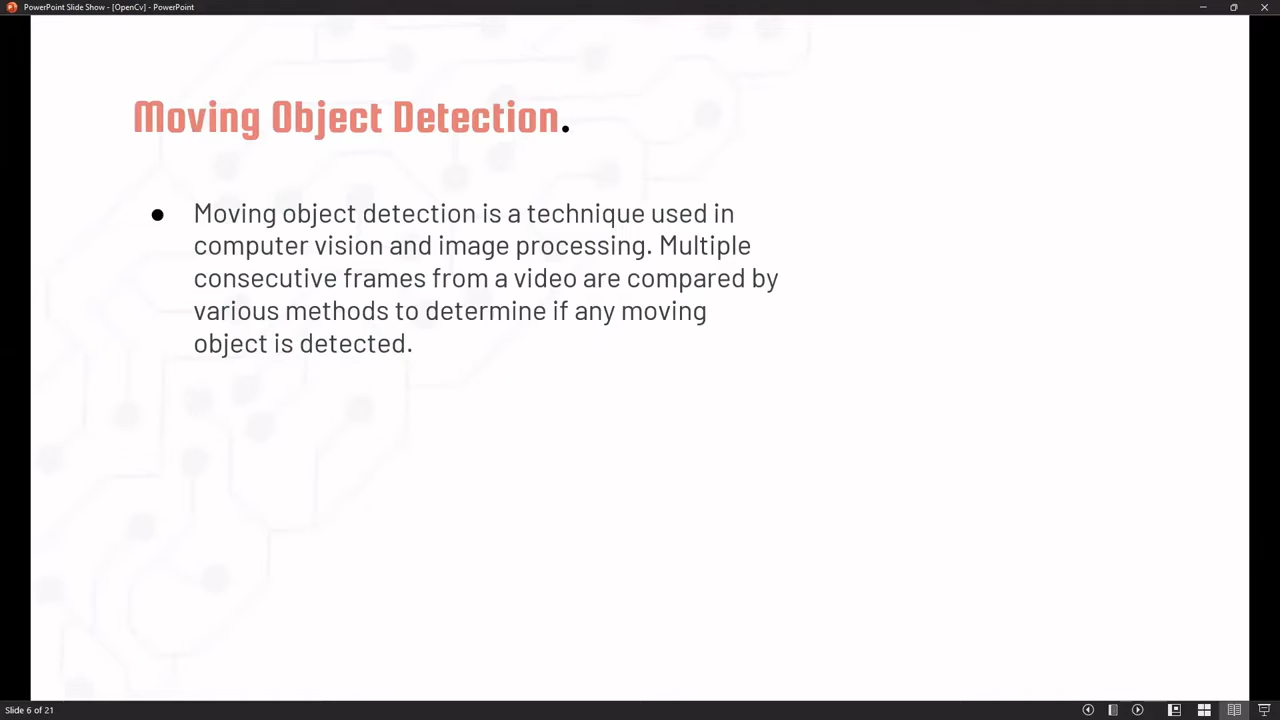 PowerPoint Slide Show - [OpenCv] - PowerPoint
Moving Object Detection.
● Moving object detection is a technique used in
computer vision and image processing. Multiple
consecutive frames from a video are compared by
various methods to determine if any moving
object is detected.
Slide 6 of 21